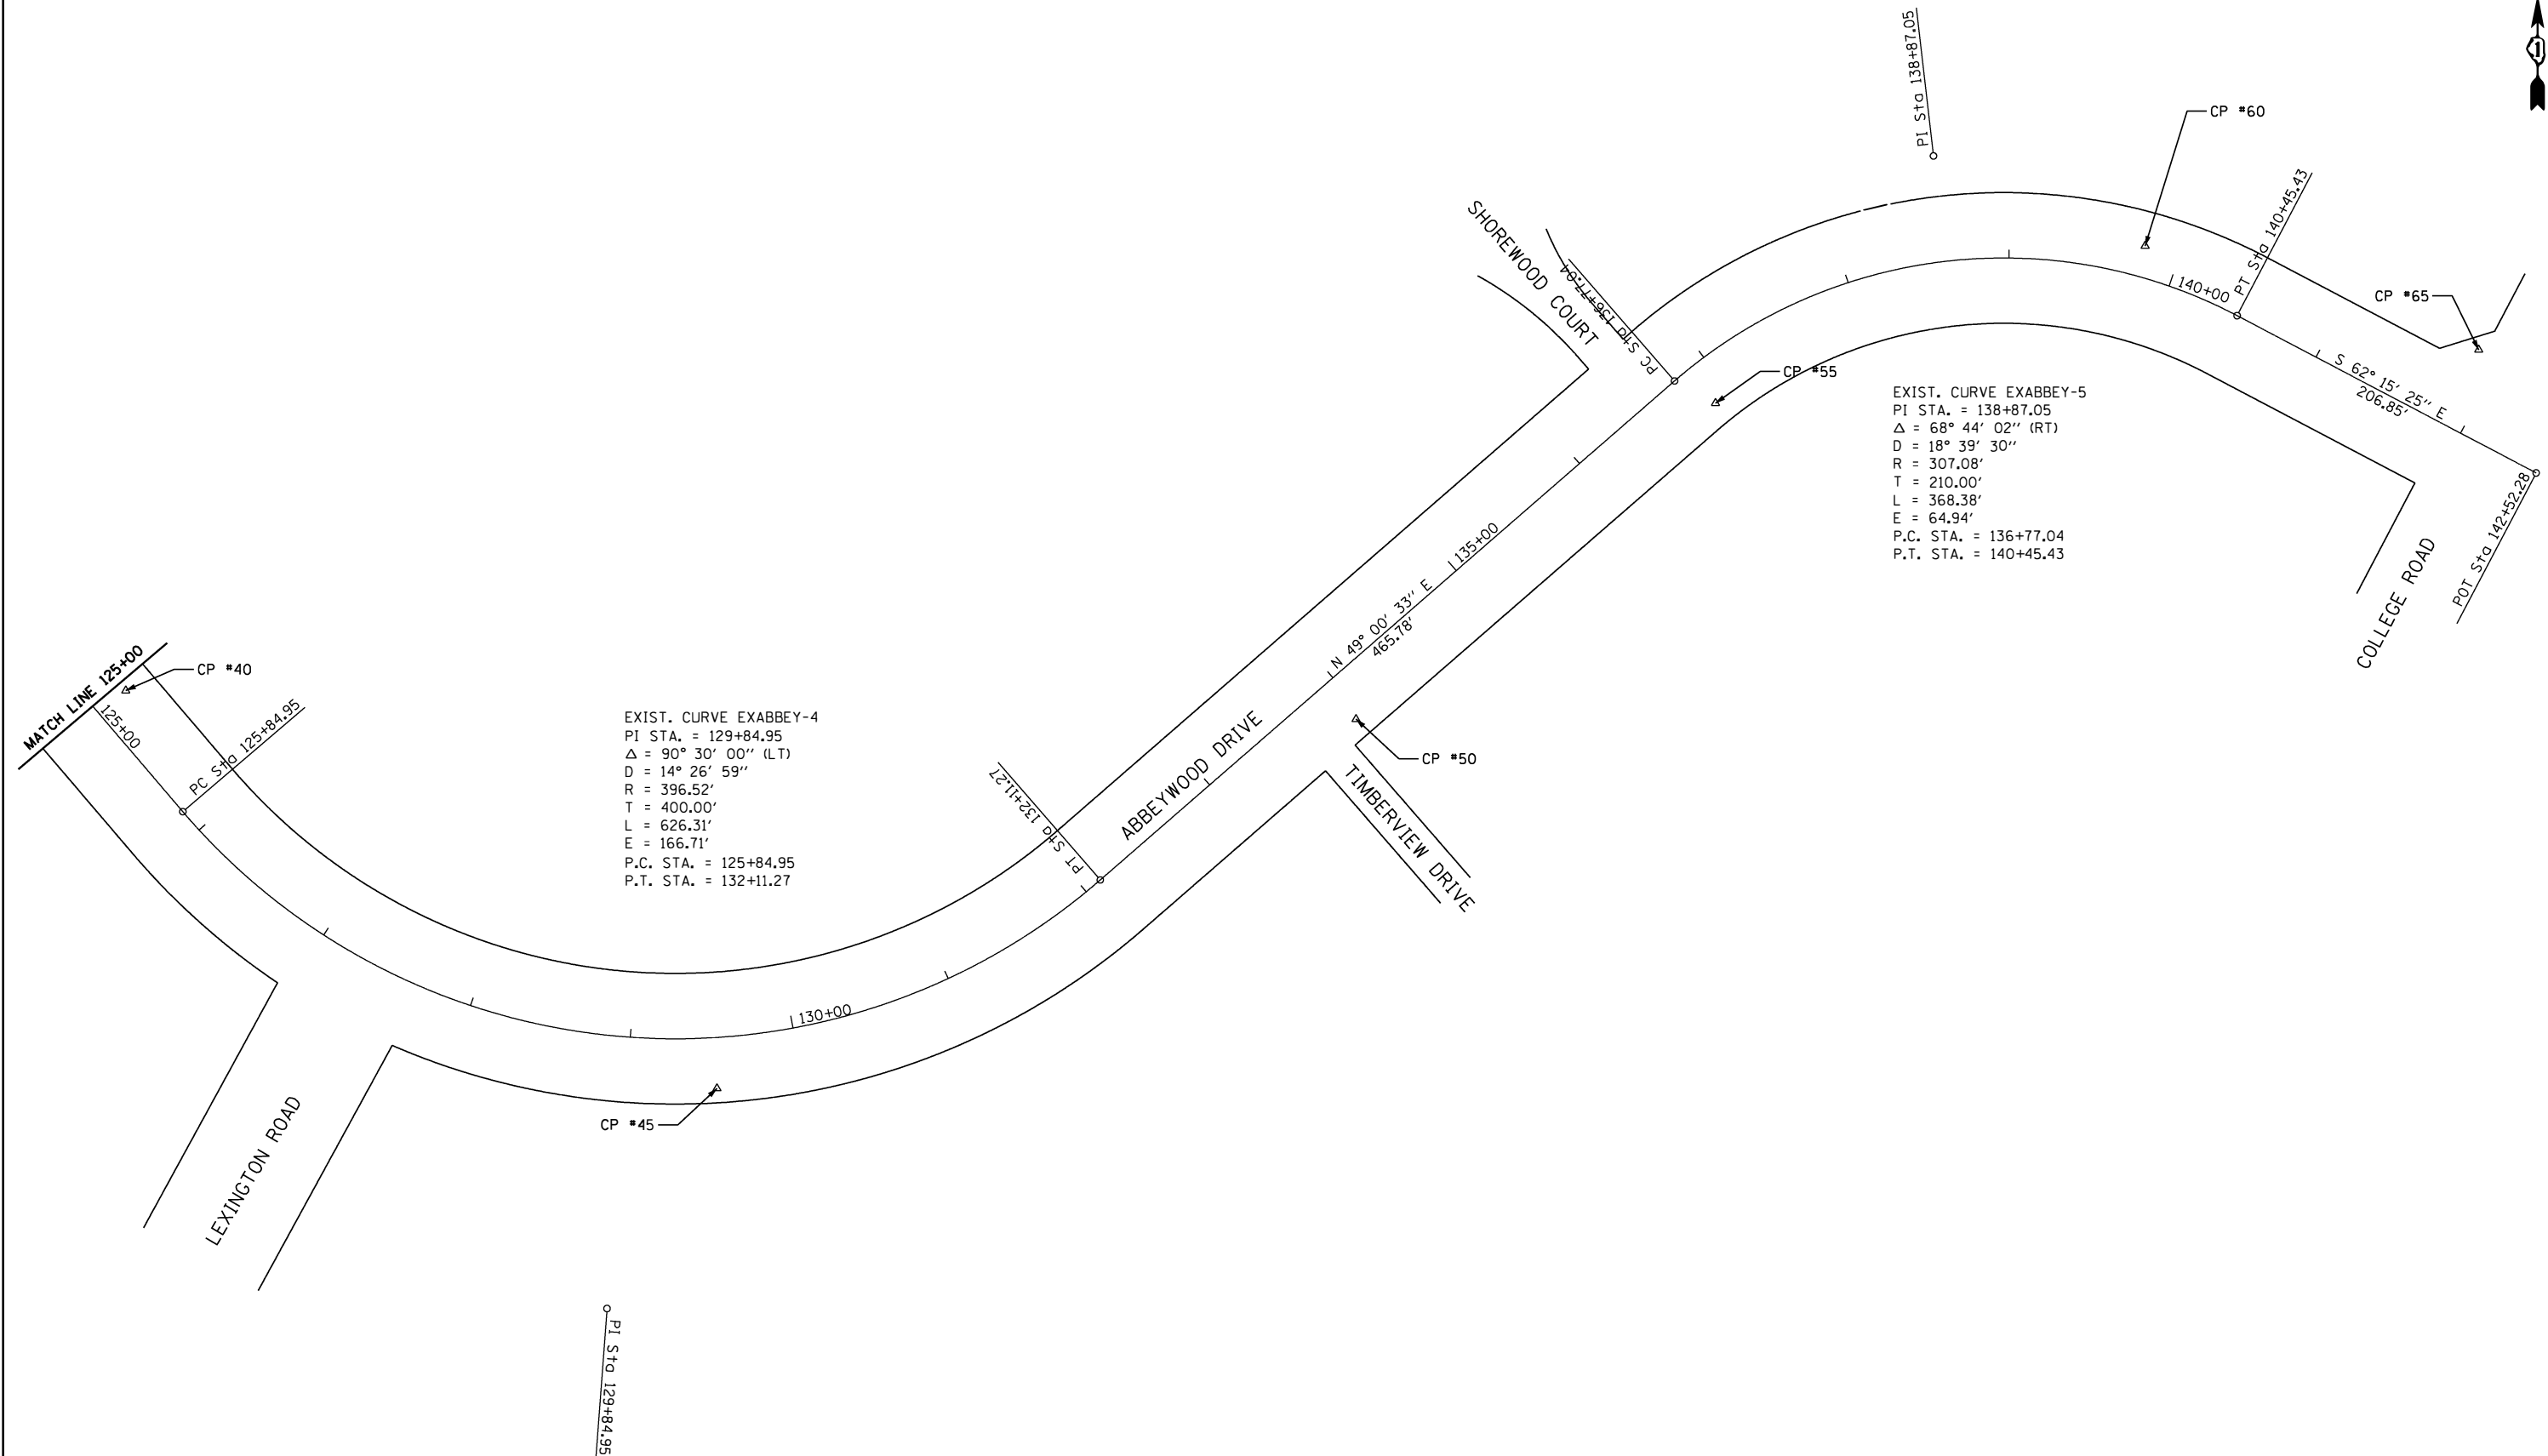 PI Sta 138+87.05
1
CP #60
SHOREWOOD COURT
PC Sta 136+77.04
PT Sta 140+45.43
140+00
CP #65
S 62° 15' 25" E
206.85'
CP #55
EXIST. CURVE EXABBEY-5
PI STA. = 138+87.05
Δ = 68° 44' 02" (RT)
D = 18° 39' 30"
R = 307.08'
T = 210.00'
L = 368.38'
E = 64.94'
P.C. STA. = 136+77.04
P.T. STA. = 140+45.43
POT Sta 142+52.28
COLLEGE ROAD
135+00
N 49° 00' 33" E
465.78'
MATCH LINE 125+00
CP #40
125+00
PC Sta 125+84.95
EXIST. CURVE EXABBEY-4
PI STA. = 129+84.95
Δ = 90° 30' 00" (LT)
D = 14° 26' 59"
R = 396.52'
T = 400.00'
L = 626.31'
E = 166.71'
P.C. STA. = 125+84.95
P.T. STA. = 132+11.27
PT Sta 132+11.27
ABBEYWOOD DRIVE
CP #50
TIMBERVIEW DRIVE
130+00
CP #45
LEXINGTON ROAD
PI Sta 129+84.95